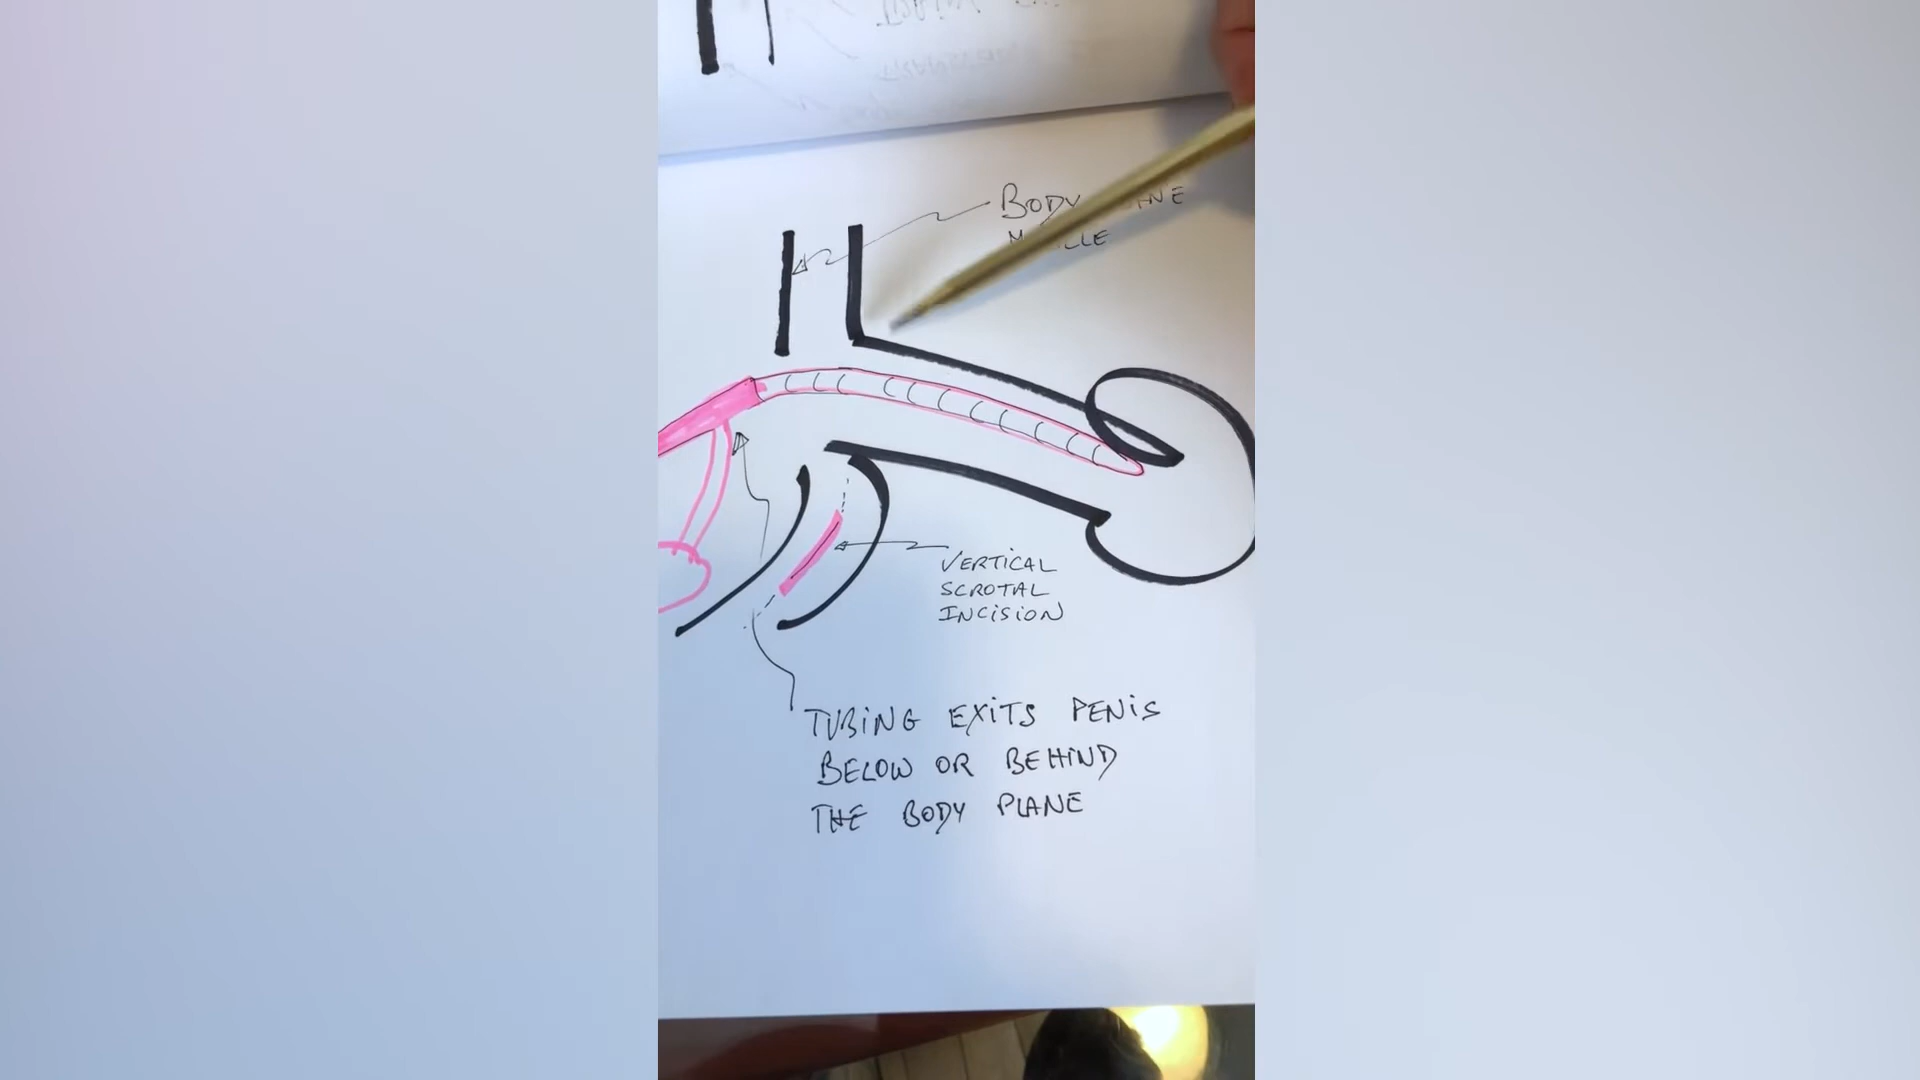 BODY
VERTICAL
SCROTAL
INCISION
TUBING EXITS PENIS
BELOW OR BEHIND
THE BODY PLANE